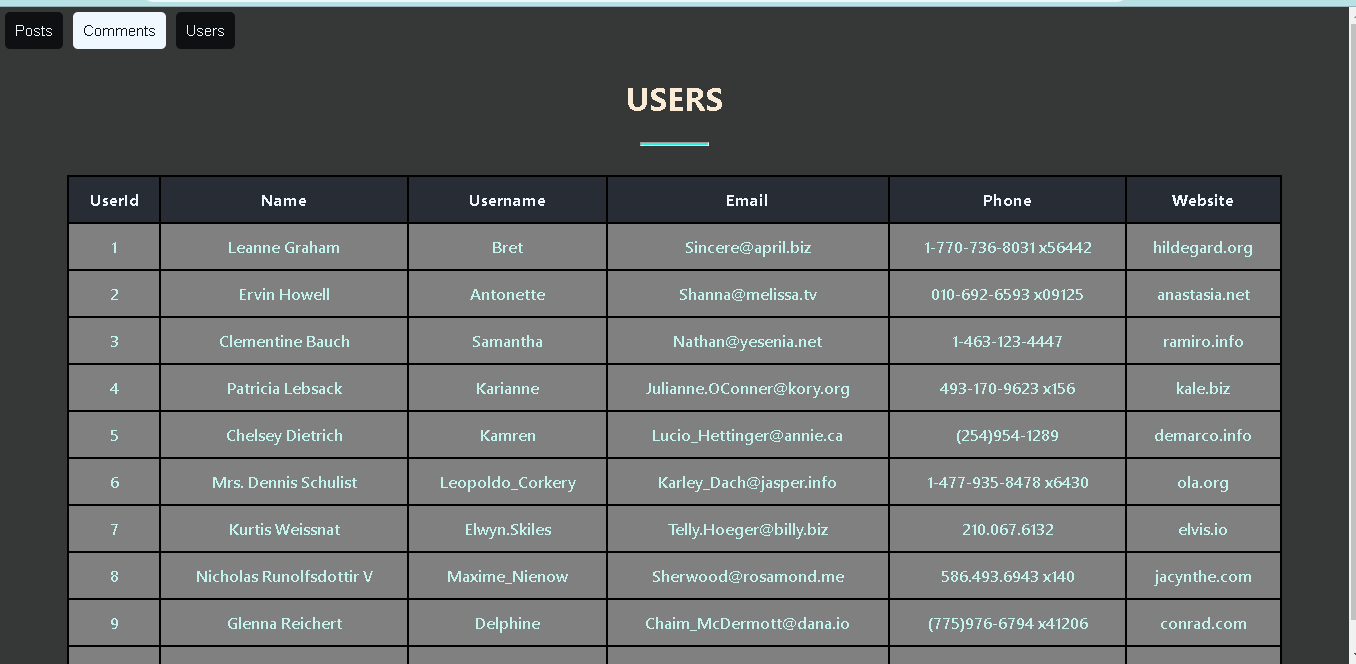 Posts Comments Users
USERS
UserId Name Username Email Phone Website
1 Leanne Graham Bret Sincere@april.biz 1-770-736-8031 x56442 hildegard.org
2 Ervin Howell Antonette Shanna@melissa.tv 010-692-6593 x09125 anastasia.net
3 Clementine Bauch Samantha Nathan@yesenia.net 1-463-123-4447 ramiro.info
4 Patricia Lebsack Karianne Julianne.OConner@kory.org 493-170-9623 x156 kale.biz
5 Chelsey Dietrich Kamren Lucio_Hettinger@annie.ca (254)954-1289 demarco.info
6 Mrs. Dennis Schulist Leopoldo_Corkery Karley_Dach@jasper.info 1-477-935-8478 x6430 ola.org
7 Kurtis Weissnat Elwyn.Skiles Telly.Hoeger@billy.biz 210.067.6132 elvis.io
8 Nicholas Runolfsdottir V Maxime_Nienow Sherwood@rosamond.me 586.493.6943 x140 jacynthe.com
9 Glenna Reichert Delphine Chaim_McDermott@dana.io (775)976-6794 x41206 conrad.com